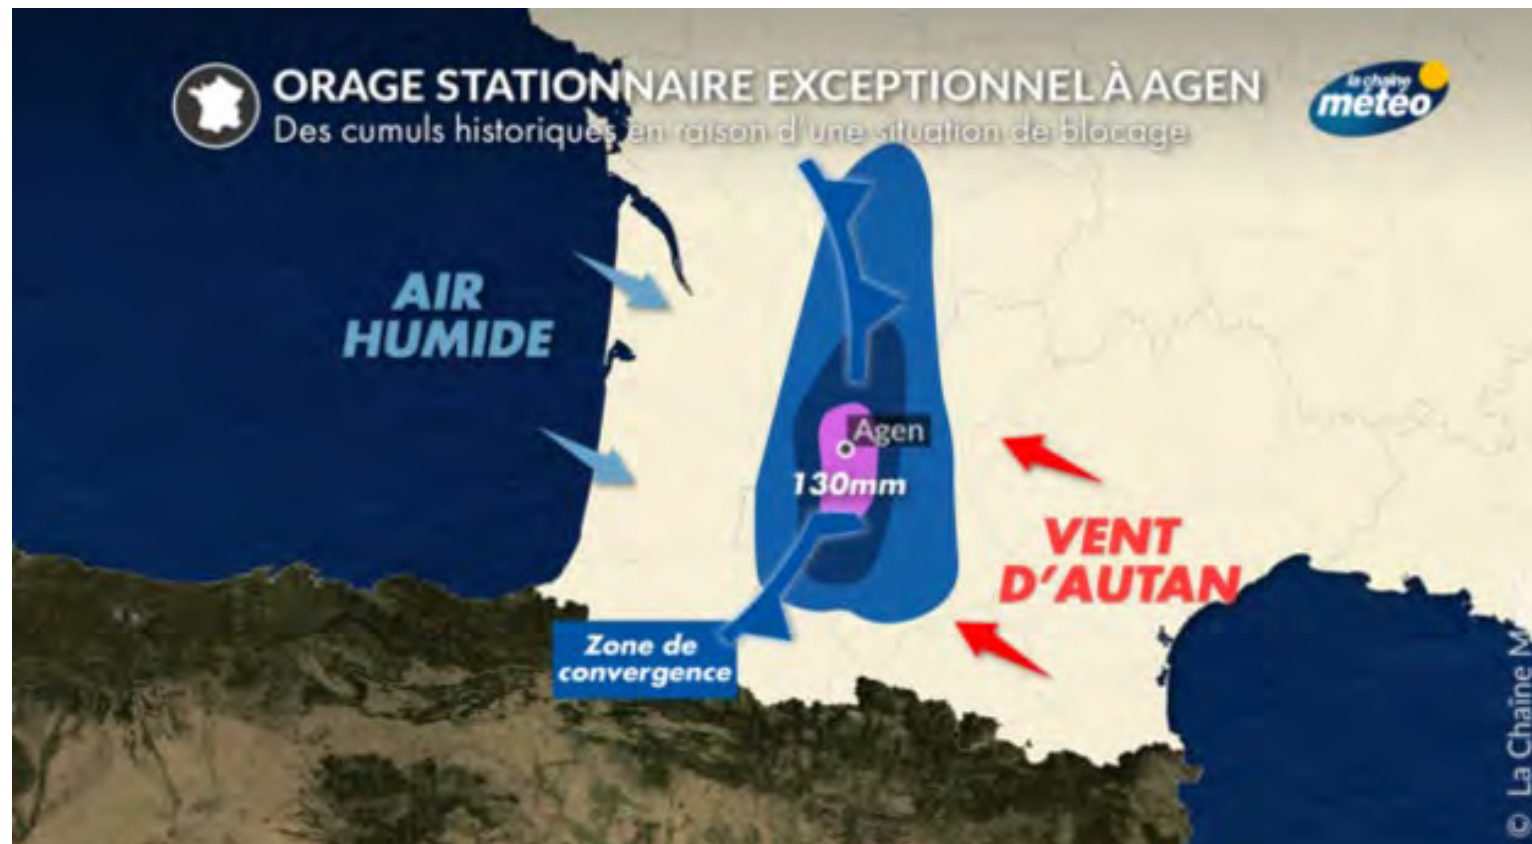 ORAGE STATIONNAIRE EXCEPTIONNEL À AGEN
Des cumuls historiques en raison d'une situation de blocage
la chaîne
météo
AIR
HUMIDE
Agen
130mm
VENT
D'AUTAN
Zone de
convergence
© La Chaîne M